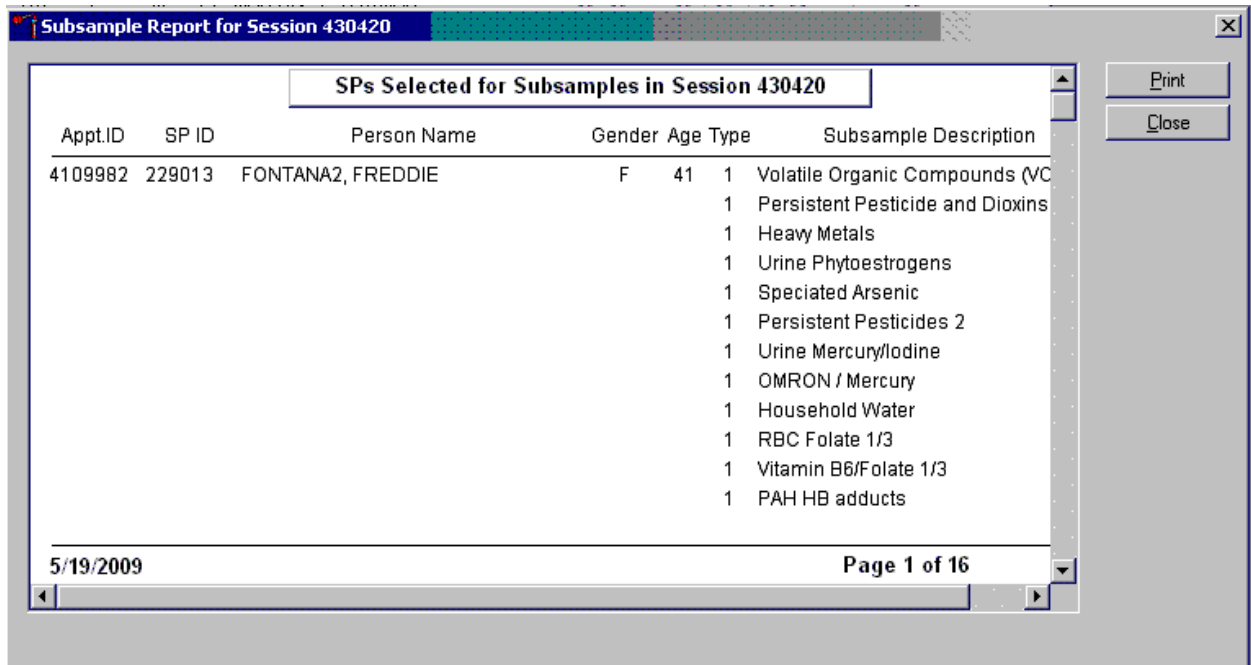 Subsample Report for Session 430420
SPs Selected for Subsamples in Session 430420
Print
Close
Appt.ID SP ID Person Name Gender Age Type Subsample Description
4109982 229013 FONTANA2, FREDDIE F 41 1 Volatile Organic Compounds (VC
1 Persistent Pesticide and Dioxins
1 Heavy Metals
1 Urine Phytoestrogens
1 Speciated Arsenic
1 Persistent Pesticides 2
1 Urine Mercury/Iodine
1 OMRON / Mercury
1 Household Water
1 RBC Folate 1/3
1 Vitamin B6/Folate 1/3
1 PAH HB adducts
5/19/2009 Page 1 of 16